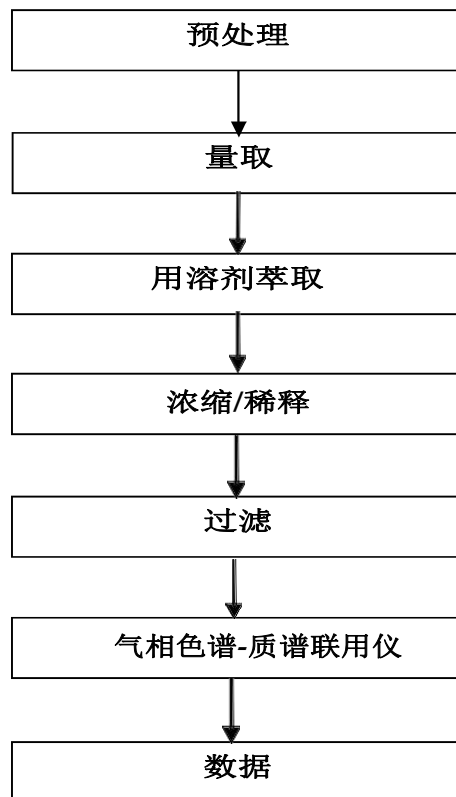 预处理
量取
用溶剂萃取
浓缩/稀释
过滤
气相色谱-质谱联用仪
数据